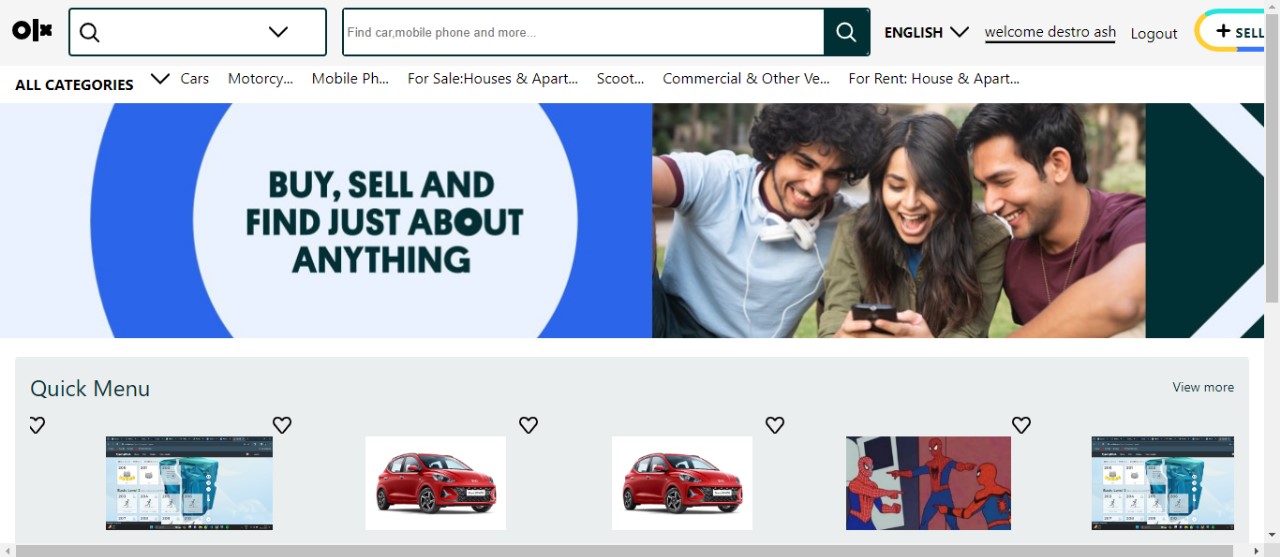 olx
Find car,mobile phone and more...
ENGLISH
welcome destro ash
Logout
+ SELL
ALL CATEGORIES
Cars
Motorcy...
Mobile Ph...
For Sale:Houses & Apart...
Scoot...
Commercial & Other Ve...
For Rent: House & Apart...
BUY, SELL AND
FIND JUST ABOUT
ANYTHING
Quick Menu
View more